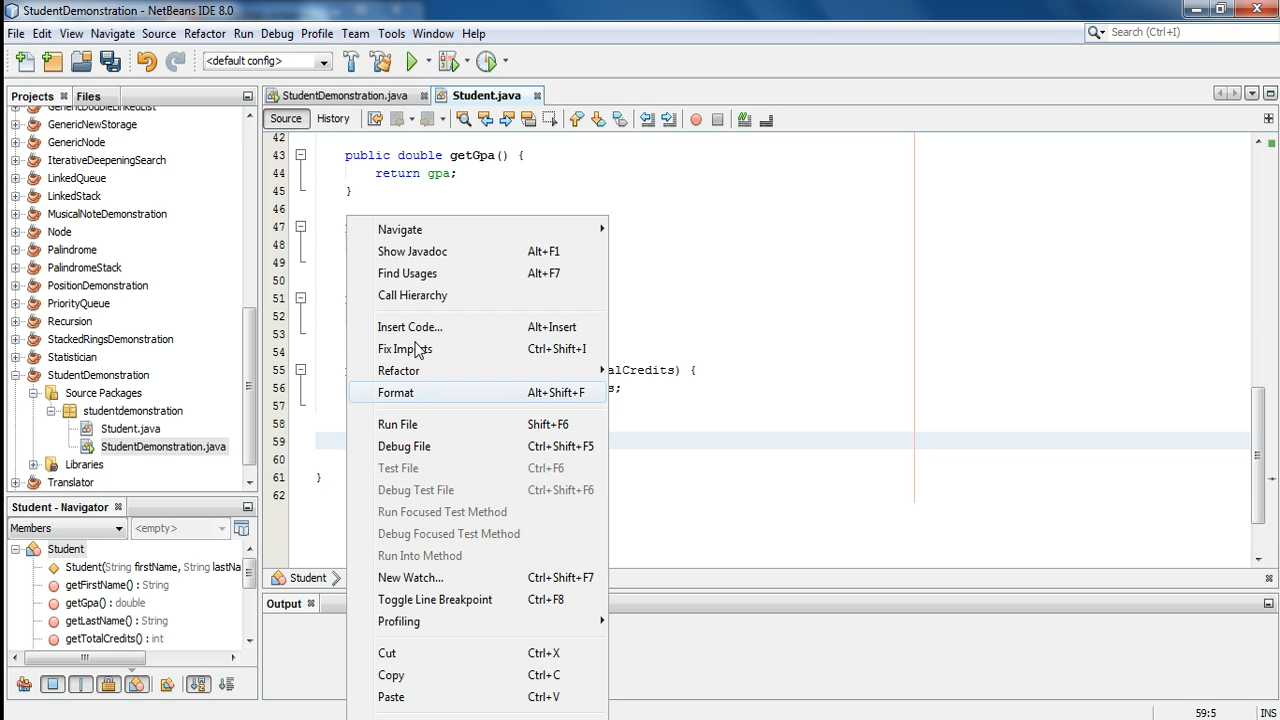 StudentDemonstration - NetBeans IDE 8.0
File Edit View Navigate Source Refactor Run Debug Profile Team Tools Window Help
Search (Ctrl+I)
<default config>
Projects Files
GenericDoubleLinkedList
GenericNewStorage
GenericNode
IterativeDeepeningSearch
LinkedQueue
LinkedStack
MusicalNoteDemonstration
Node
Palindrome
PalindromeStack
PositionDemonstration
PriorityQueue
Recursion
StackedRingsDemonstration
Statistician
StudentDemonstration
Source Packages
studentdemonstration
Student.java
StudentDemonstration.java
Libraries
Translator
Student - Navigator
Members <empty>
Student
Student(String firstName, String lastNa
getFirstName() : String
getGpa() : double
getLastName() : String
getTotalCredits() : int
StudentDemonstration.java Student.java
Source History
42
43 public double getGpa() {
44 return gpa;
45 }
46
47
48
49
50
51
52
53
54
55 alCredits) {
56 s;
57
58
59
60
61 }
62
Navigate
Show Javadoc Alt+F1
Find Usages Alt+F7
Call Hierarchy
Insert Code... Alt+Insert
Fix Imports Ctrl+Shift+I
Refactor
Format Alt+Shift+F
Run File Shift+F6
Debug File Ctrl+Shift+F5
Test File Ctrl+F6
Debug Test File Ctrl+Shift+F6
Run Focused Test Method
Debug Focused Test Method
Run Into Method
New Watch... Ctrl+Shift+F7
Toggle Line Breakpoint Ctrl+F8
Profiling
Cut Ctrl+X
Copy Ctrl+C
Paste Ctrl+V
Student
Output
59:5 INS